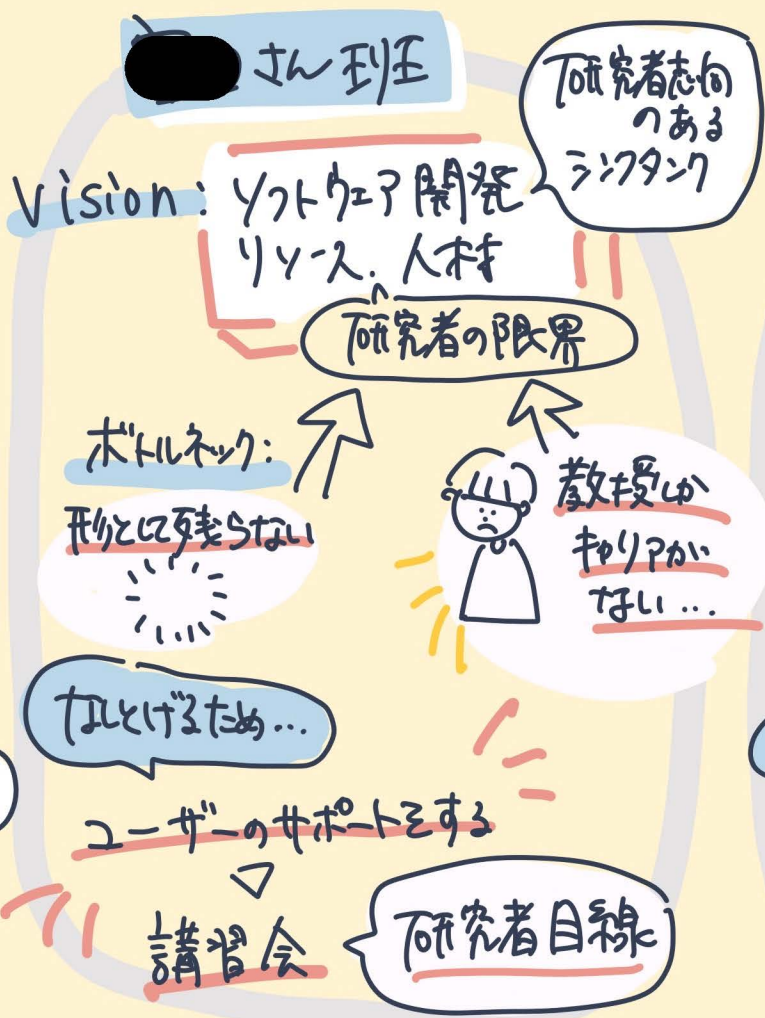 さん班
研究者志向
のある
シンクタンク
Vision:
ソフトウェア開発
リソース、人材
研究者の限界
ボトルネック:
形として残らない
教授しか
キャリアがい
ない...
なしとげるため...
ユーザーのサポートをする
講習会
研究者目線